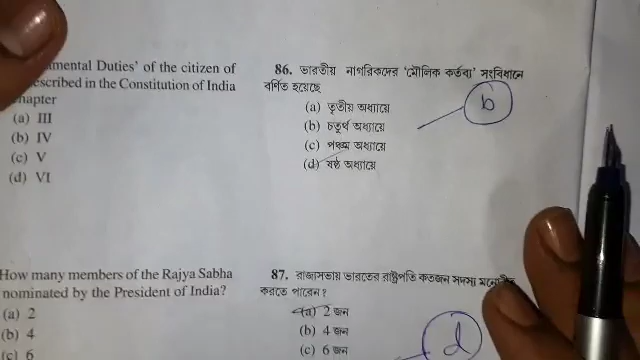 mental Duties' of the citizen of
escribed in the Constitution of India
hapter
(a) III
(b) IV
(c) V
(d) VI
86. ভারতীয় নাগরিকদের ‘মৌলিক কর্তব্য’ সংবিধানে
বর্ণিত হয়েছে
(a) তৃতীয় অধ্যায়ে
(b) চতুর্থ অধ্যায়ে
(c) পঞ্চম অধ্যায়ে
(d) ষষ্ঠ অধ্যায়ে
b
How many members of the Rajya Sabha
nominated by the President of India?
(a) 2
(b) 4
(c) 6
87. রাজ্যসভায় ভারতের রাষ্ট্রপতি কতজন সদস্য মনোনীত
করতে পারেন?
(a) 2 জন
(b) 4 জন
(c) 6 জন
d